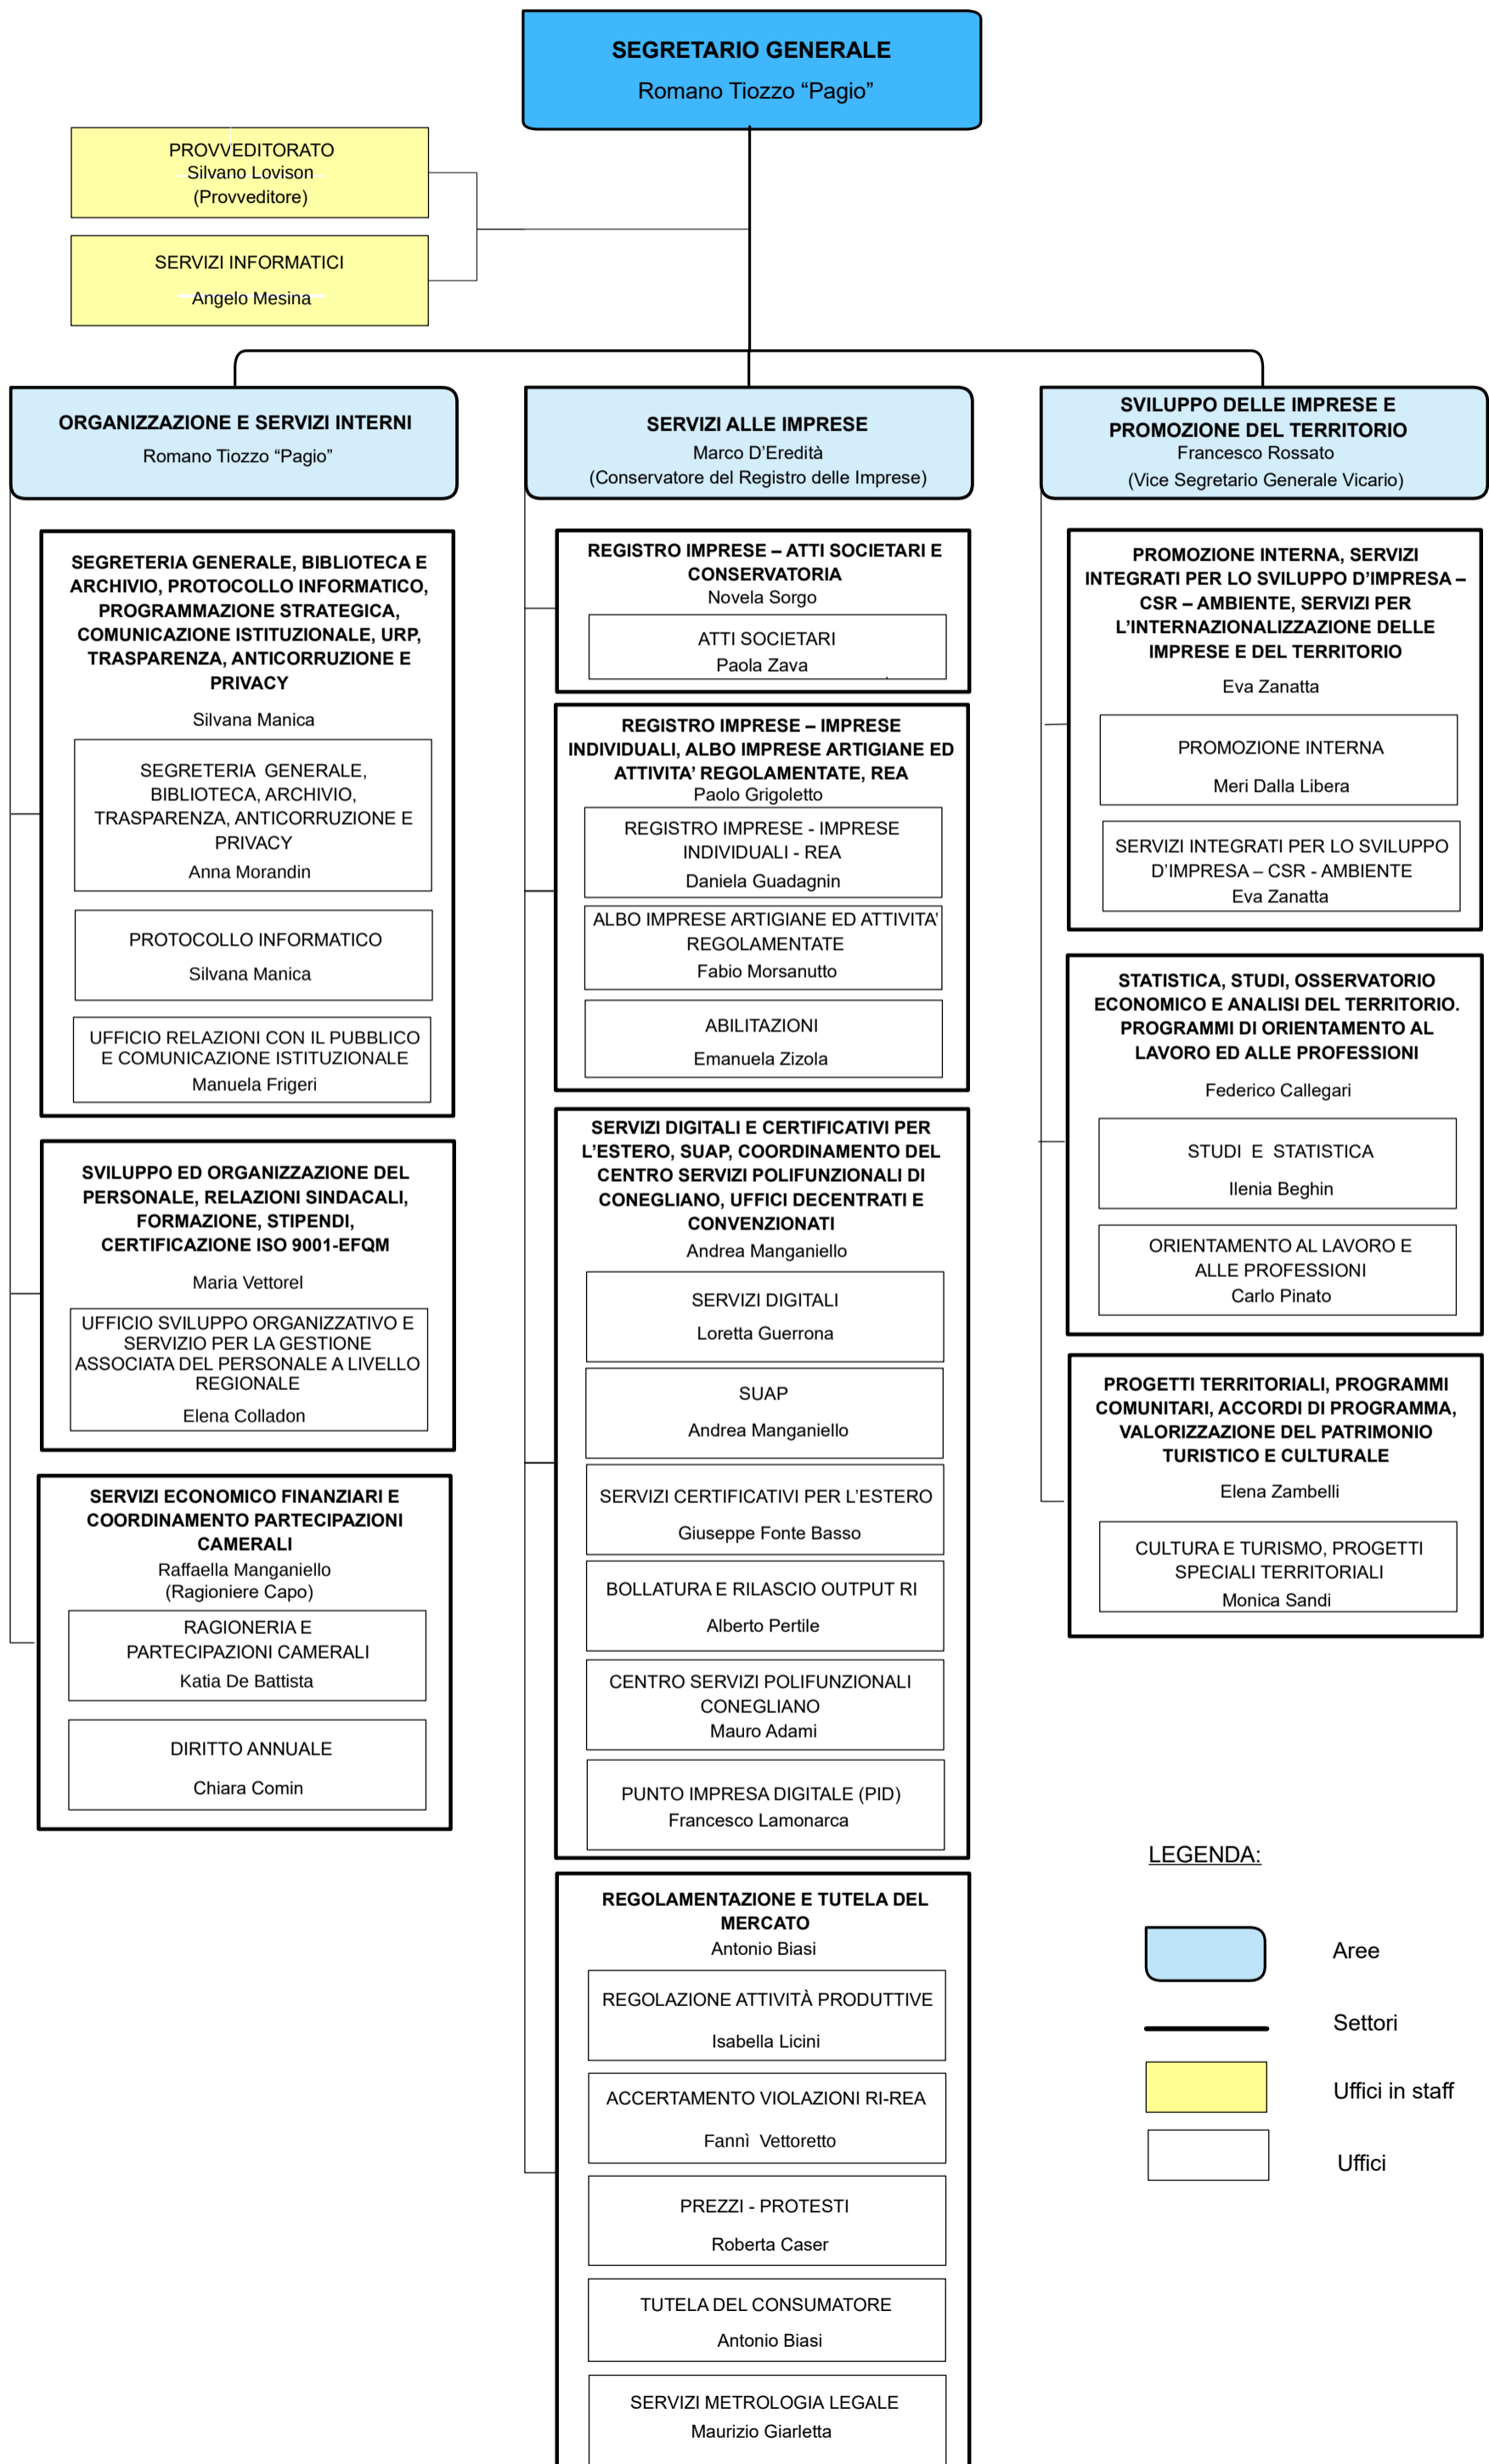 SEGRETARIO GENERALE
Romano Tiozzo “Pagio”
PROVVEDITORATO
Silvano Lovison
(Provveditore)
SERVIZI INFORMATICI
Angelo Mesina
ORGANIZZAZIONE E SERVIZI INTERNI
Romano Tiozzo “Pagio”
SEGRETERIA GENERALE, BIBLIOTECA E
ARCHIVIO, PROTOCOLLO INFORMATICO,
PROGRAMMAZIONE STRATEGICA,
COMUNICAZIONE ISTITUZIONALE, URP,
TRASPARENZA, ANTICORRUZIONE E
PRIVACY
Silvana Manica
SEGRETERIA GENERALE,
BIBLIOTECA, ARCHIVIO,
TRASPARENZA, ANTICORRUZIONE E
PRIVACY
Anna Morandin
PROTOCOLLO INFORMATICO
Silvana Manica
UFFICIO RELAZIONI CON IL PUBBLICO
E COMUNICAZIONE ISTITUZIONALE
Manuela Frigeri
SVILUPPO ED ORGANIZZAZIONE DEL
PERSONALE, RELAZIONI SINDACALI,
FORMAZIONE, STIPENDI,
CERTIFICAZIONE ISO 9001-EFQM
Maria Vettorel
UFFICIO SVILUPPO ORGANIZZATIVO E
SERVIZIO PER LA GESTIONE
ASSOCIATA DEL PERSONALE A LIVELLO
REGIONALE
Elena Colladon
SERVIZI ECONOMICO FINANZIARI E
COORDINAMENTO PARTECIPAZIONI
CAMERALI
Raffaella Manganiello
(Ragioniere Capo)
RAGIONERIA E
PARTECIPAZIONI CAMERALI
Katia De Battista
DIRITTO ANNUALE
Chiara Comin
SERVIZI ALLE IMPRESE
Marco D’Eredità
(Conservatore del Registro delle Imprese)
REGISTRO IMPRESE – ATTI SOCIETARI E
CONSERVATORIA
Novela Sorgo
ATTI SOCIETARI
Paola Zava
REGISTRO IMPRESE – IMPRESE
INDIVIDUALI, ALBO IMPRESE ARTIGIANE ED
ATTIVITA’ REGOLAMENTATE, REA
Paolo Grigoletto
REGISTRO IMPRESE - IMPRESE
INDIVIDUALI - REA
Daniela Guadagnin
ALBO IMPRESE ARTIGIANE ED ATTIVITA’
REGOLAMENTATE
Fabio Morsanutto
ABILITAZIONI
Emanuela Zizola
SERVIZI DIGITALI E CERTIFICATIVI PER
L’ESTERO, SUAP, COORDINAMENTO DEL
CENTRO SERVIZI POLIFUNZIONALI DI
CONEGLIANO, UFFICI DECENTRATI E
CONVENZIONATI
Andrea Manganiello
SERVIZI DIGITALI
Loretta Guerrona
SUAP
Andrea Manganiello
SERVIZI CERTIFICATIVI PER L’ESTERO
Giuseppe Fonte Basso
BOLLATURA E RILASCIO OUTPUT RI
Alberto Pertile
CENTRO SERVIZI POLIFUNZIONALI
CONEGLIANO
Mauro Adami
PUNTO IMPRESA DIGITALE (PID)
Francesco Lamonarca
REGOLAMENTAZIONE E TUTELA DEL
MERCATO
Antonio Biasi
REGOLAZIONE ATTIVITÀ PRODUTTIVE
Isabella Licini
ACCERTAMENTO VIOLAZIONI RI-REA
Fannì Vettoretto
PREZZI - PROTESTI
Roberta Caser
TUTELA DEL CONSUMATORE
Antonio Biasi
SERVIZI METROLOGIA LEGALE
Maurizio Giarletta
SVILUPPO DELLE IMPRESE E
PROMOZIONE DEL TERRITORIO
Francesco Rossato
(Vice Segretario Generale Vicario)
PROMOZIONE INTERNA, SERVIZI
INTEGRATI PER LO SVILUPPO D’IMPRESA –
CSR – AMBIENTE, SERVIZI PER
L’INTERNAZIONALIZZAZIONE DELLE
IMPRESE E DEL TERRITORIO
Eva Zanatta
PROMOZIONE INTERNA
Meri Dalla Libera
SERVIZI INTEGRATI PER LO SVILUPPO
D’IMPRESA – CSR - AMBIENTE
Eva Zanatta
STATISTICA, STUDI, OSSERVATORIO
ECONOMICO E ANALISI DEL TERRITORIO.
PROGRAMMI DI ORIENTAMENTO AL
LAVORO ED ALLE PROFESSIONI
Federico Callegari
STUDI E STATISTICA
Ilenia Beghin
ORIENTAMENTO AL LAVORO E
ALLE PROFESSIONI
Carlo Pinato
PROGETTI TERRITORIALI, PROGRAMMI
COMUNITARI, ACCORDI DI PROGRAMMA,
VALORIZZAZIONE DEL PATRIMONIO
TURISTICO E CULTURALE
Elena Zambelli
CULTURA E TURISMO, PROGETTI
SPECIALI TERRITORIALI
Monica Sandi
LEGENDA:
Aree
Settori
Uffici in staff
Uffici